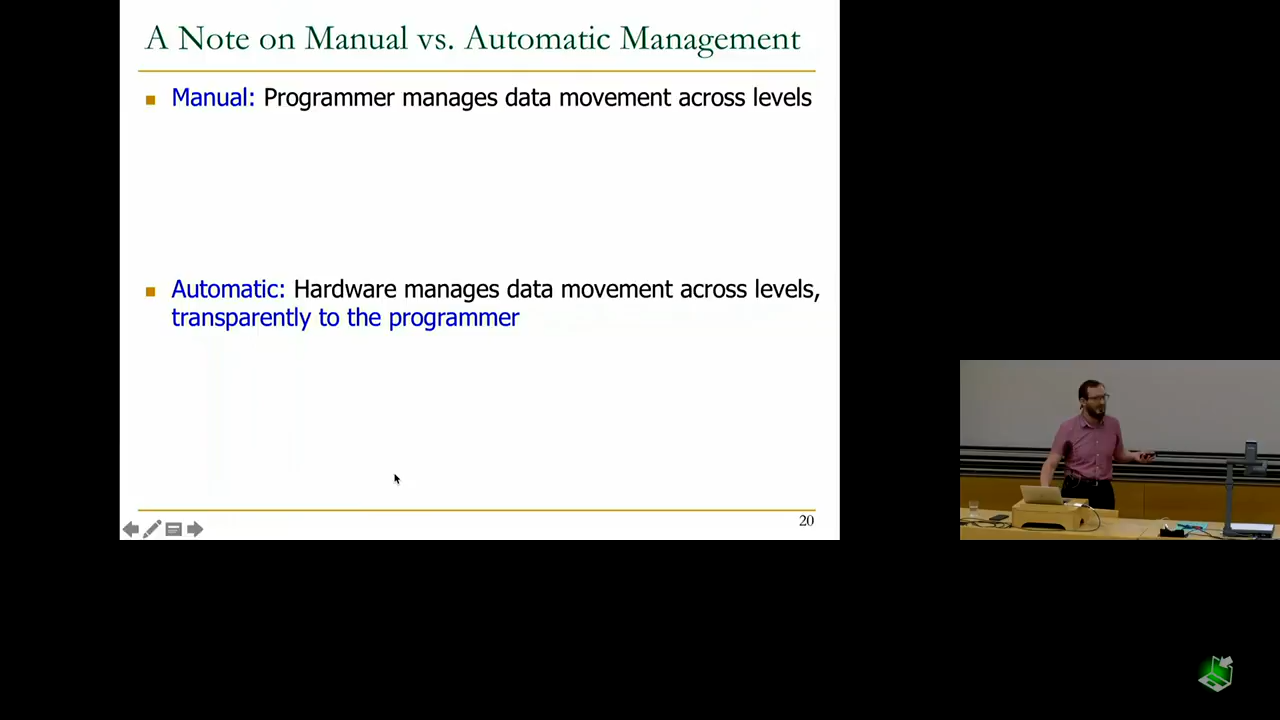 A Note on Manual vs. Automatic Management
Manual: Programmer manages data movement across levels
Automatic: Hardware manages data movement across levels,
transparently to the programmer
20